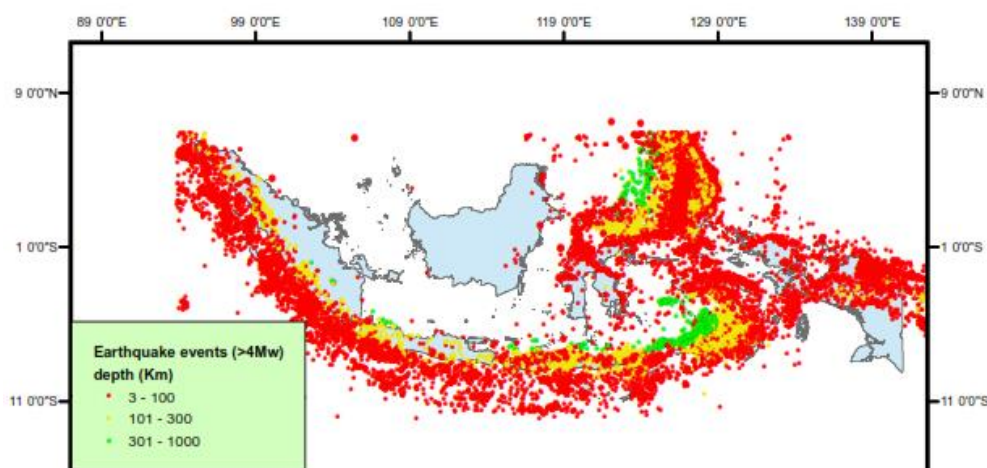 89 0'0"E 99 0'0"E 109 0'0"E 119 0'0"E 129 0'0"E 139 0'0"E
9 0'0"N 9 0'0"N
1 0'0"S 1 0'0"S
Earthquake events (>4Mw)
depth (Km)
3 - 100
11 0'0"S 11 0'0"S
101 - 300
301 - 1000